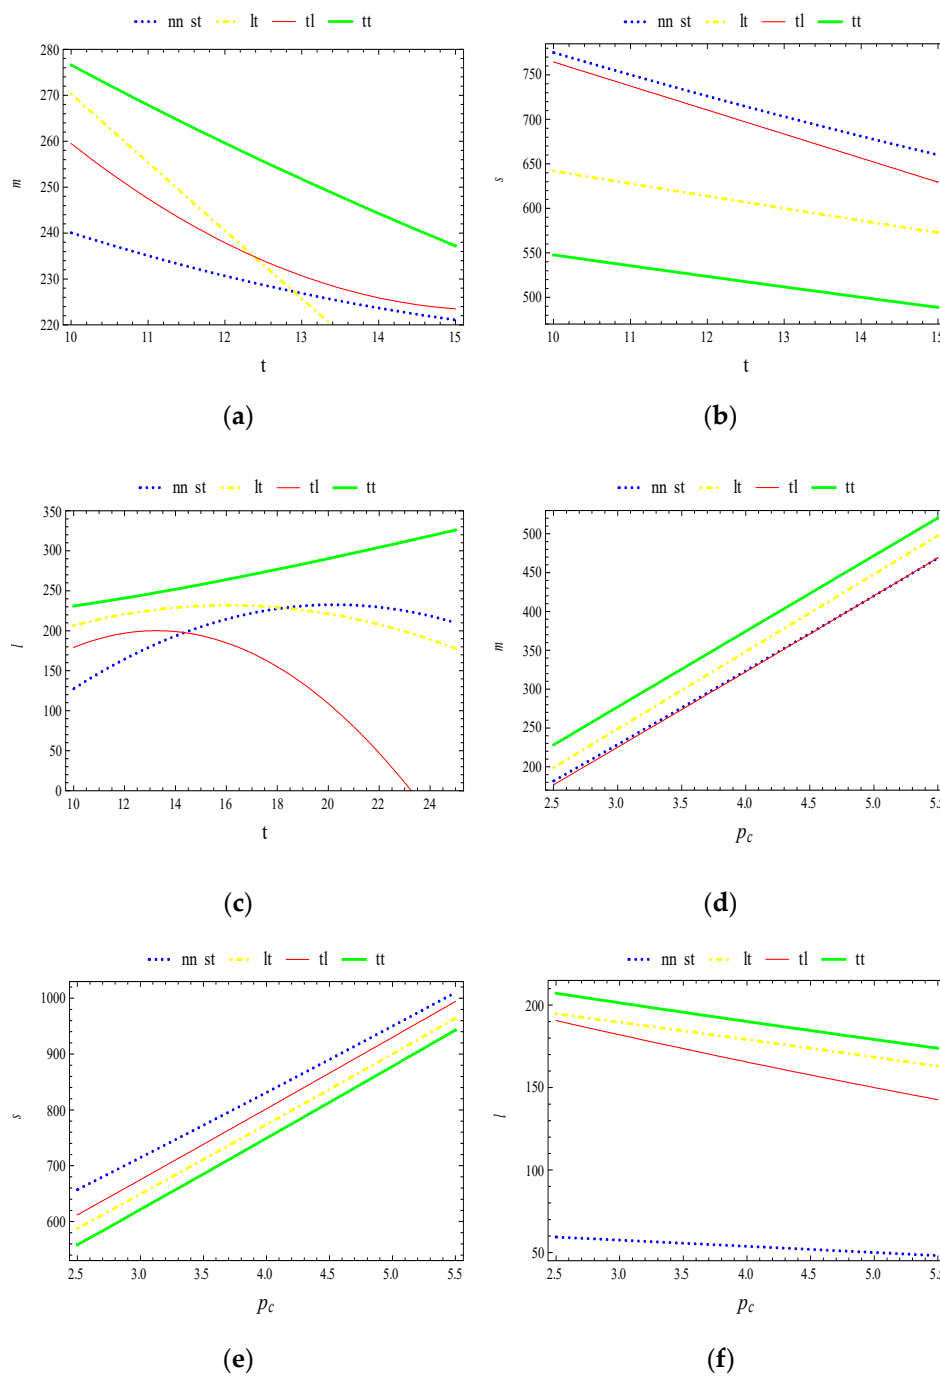 nn st lt tl tt
nn st lt tl tt
280
270
260
250
240
230
220
m
10 11 12 13 14 15
t
(a)
750
700
650
600
550
500
s
10 11 12 13 14 15
t
(b)
nn st lt tl tt
nn st lt tl tt
350
300
250
200
150
100
50
0
l
10 12 14 16 18 20 22 24
t
(c)
500
450
400
350
300
250
200
m
2.5 3.0 3.5 4.0 4.5 5.0 5.5
pc
(d)
nn st lt tl tt
nn st lt tl tt
1000
900
800
700
600
s
2.5 3.0 3.5 4.0 4.5 5.0 5.5
pc
(e)
200
150
100
50
l
2.5 3.0 3.5 4.0 4.5 5.0 5.5
pc
(f)